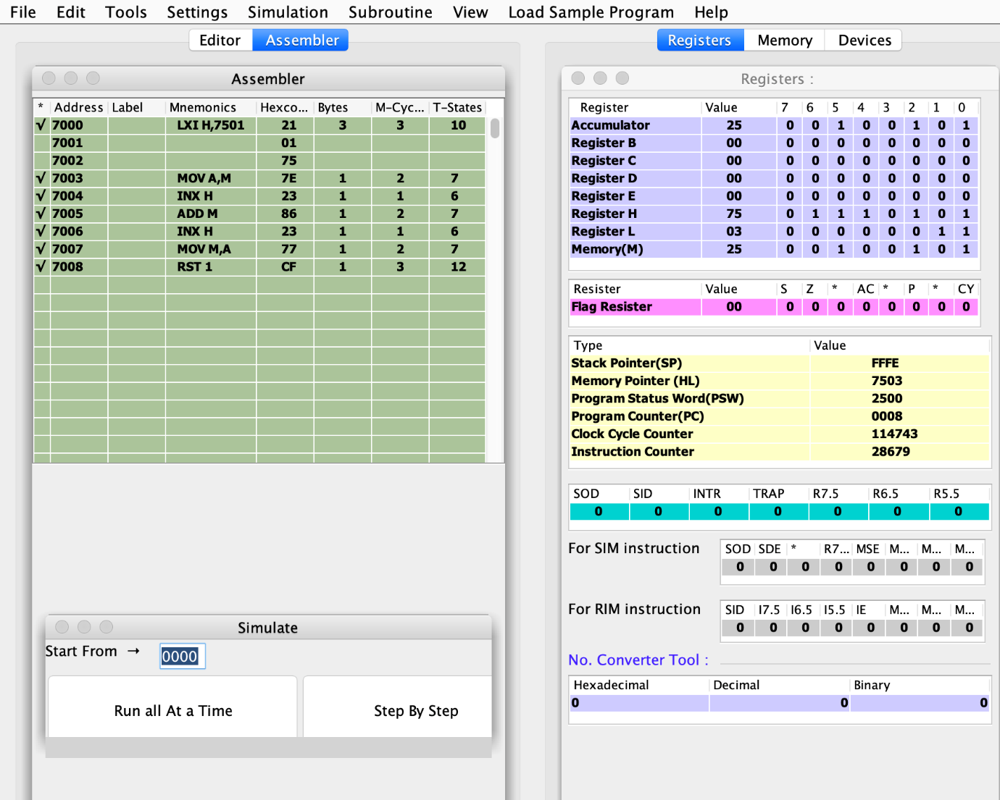 File Edit Tools Settings Simulation Subroutine View Load Sample Program Help
Editor Assembler
Assembler
* Address Label Mnemonics Hexco... Bytes M-Cyc... T-States
√ 7000 LXI H,7501 21 3 3 10
7001 01
7002 75
√ 7003 MOV A,M 7E 1 2 7
√ 7004 INX H 23 1 1 6
√ 7005 ADD M 86 1 2 7
√ 7006 INX H 23 1 1 6
√ 7007 MOV M,A 77 1 2 7
√ 7008 RST 1 CF 1 3 12
Simulate
Start From → 0000
Run all At a Time Step By Step
Registers Memory Devices
Registers :
Register Value 7 6 5 4 3 2 1 0
Accumulator 25 0 0 1 0 0 1 0 1
Register B 00 0 0 0 0 0 0 0 0
Register C 00 0 0 0 0 0 0 0 0
Register D 00 0 0 0 0 0 0 0 0
Register E 00 0 0 0 0 0 0 0 0
Register H 75 0 1 1 1 0 1 0 1
Register L 03 0 0 0 0 0 0 1 1
Memory(M) 25 0 0 1 0 0 1 0 1
Resister Value S Z * AC * P * CY
Flag Resister 00 0 0 0 0 0 0 0 0
Type Value
Stack Pointer(SP) FFFE
Memory Pointer (HL) 7503
Program Status Word(PSW) 2500
Program Counter(PC) 0008
Clock Cycle Counter 114743
Instruction Counter 28679
SOD SID INTR TRAP R7.5 R6.5 R5.5
0 0 0 0 0 0 0
For SIM instruction
SOD SDE * R7... MSE M... M... M...
0 0 0 0 0 0 0 0
For RIM instruction
SID I7.5 I6.5 I5.5 IE M... M... M...
0 0 0 0 0 0 0 0
No. Converter Tool :
Hexadecimal Decimal Binary
0 0 0